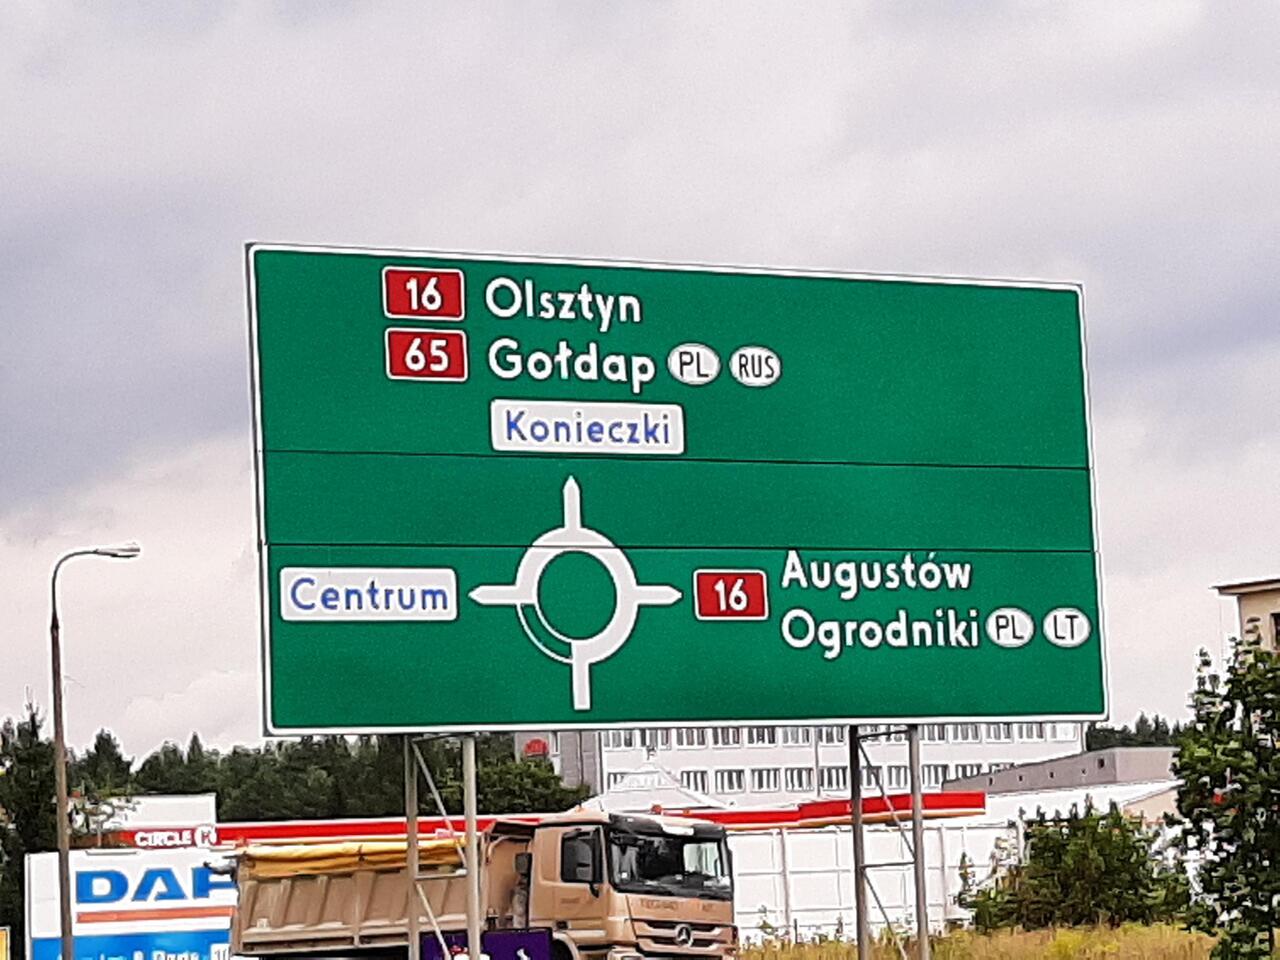 16 Olsztyn
65 Gołdap PL RUS
Konieczki
Centrum
16 Augustów
Ogrodniki PL LT
CIRCLE K
DAF